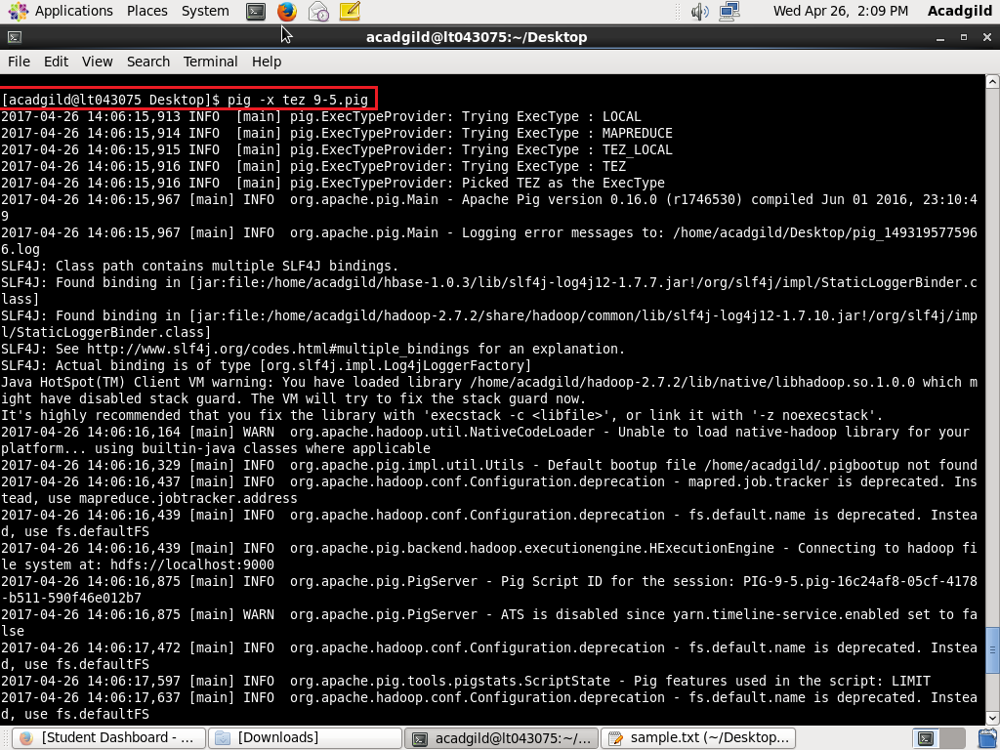 Applications Places System Wed Apr 26, 2:09 PM Acadgild
acadgild@lt043075:~/Desktop
File Edit View Search Terminal Help
[acadgild@lt043075 Desktop]$ pig -x tez 9-5.pig
2017-04-26 14:06:15,913 INFO  [main] pig.ExecTypeProvider: Trying ExecType : LOCAL
2017-04-26 14:06:15,914 INFO  [main] pig.ExecTypeProvider: Trying ExecType : MAPREDUCE
2017-04-26 14:06:15,915 INFO  [main] pig.ExecTypeProvider: Trying ExecType : TEZ_LOCAL
2017-04-26 14:06:15,916 INFO  [main] pig.ExecTypeProvider: Trying ExecType : TEZ
2017-04-26 14:06:15,916 INFO  [main] pig.ExecTypeProvider: Picked TEZ as the ExecType
2017-04-26 14:06:15,967 [main] INFO  org.apache.pig.Main - Apache Pig version 0.16.0 (r1746530) compiled Jun 01 2016, 23:10:4
9
2017-04-26 14:06:15,967 [main] INFO  org.apache.pig.Main - Logging error messages to: /home/acadgild/Desktop/pig_149319577596
6.log
SLF4J: Class path contains multiple SLF4J bindings.
SLF4J: Found binding in [jar:file:/home/acadgild/hbase-1.0.3/lib/slf4j-log4j12-1.7.7.jar!/org/slf4j/impl/StaticLoggerBinder.c
lass]
SLF4J: Found binding in [jar:file:/home/acadgild/hadoop-2.7.2/share/hadoop/common/lib/slf4j-log4j12-1.7.10.jar!/org/slf4j/imp
l/StaticLoggerBinder.class]
SLF4J: See http://www.slf4j.org/codes.html#multiple_bindings for an explanation.
SLF4J: Actual binding is of type [org.slf4j.impl.Log4jLoggerFactory]
Java HotSpot(TM) Client VM warning: You have loaded library /home/acadgild/hadoop-2.7.2/lib/native/libhadoop.so.1.0.0 which m
ight have disabled stack guard. The VM will try to fix the stack guard now.
It's highly recommended that you fix the library with 'execstack -c <libfile>', or link it with '-z noexecstack'.
2017-04-26 14:06:16,164 [main] WARN  org.apache.hadoop.util.NativeCodeLoader - Unable to load native-hadoop library for your
platform... using builtin-java classes where applicable
2017-04-26 14:06:16,329 [main] INFO  org.apache.pig.impl.util.Utils - Default bootup file /home/acadgild/.pigbootup not found
2017-04-26 14:06:16,437 [main] INFO  org.apache.hadoop.conf.Configuration.deprecation - mapred.job.tracker is deprecated. Ins
tead, use mapreduce.jobtracker.address
2017-04-26 14:06:16,439 [main] INFO  org.apache.hadoop.conf.Configuration.deprecation - fs.default.name is deprecated. Instea
d, use fs.defaultFS
2017-04-26 14:06:16,439 [main] INFO  org.apache.pig.backend.hadoop.executionengine.HExecutionEngine - Connecting to hadoop fi
le system at: hdfs://localhost:9000
2017-04-26 14:06:16,875 [main] INFO  org.apache.pig.PigServer - Pig Script ID for the session: PIG-9-5.pig-16c24af8-05cf-4178
-b511-590f46e012b7
2017-04-26 14:06:16,875 [main] WARN  org.apache.pig.PigServer - ATS is disabled since yarn.timeline-service.enabled set to fa
lse
2017-04-26 14:06:17,472 [main] INFO  org.apache.hadoop.conf.Configuration.deprecation - fs.default.name is deprecated. Instea
d, use fs.defaultFS
2017-04-26 14:06:17,597 [main] INFO  org.apache.pig.tools.pigstats.ScriptState - Pig features used in the script: LIMIT
2017-04-26 14:06:17,637 [main] INFO  org.apache.hadoop.conf.Configuration.deprecation - fs.default.name is deprecated. Instea
d, use fs.defaultFS
[Student Dashboard - ... [Downloads] acadgild@lt043075:~/... sample.txt (~/Desktop...